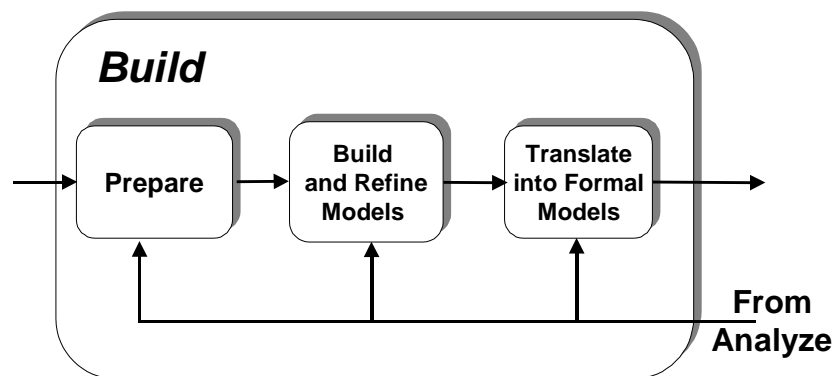 Build
Prepare
Build
and Refine
Models
Translate
into Formal
Models
From
Analyze